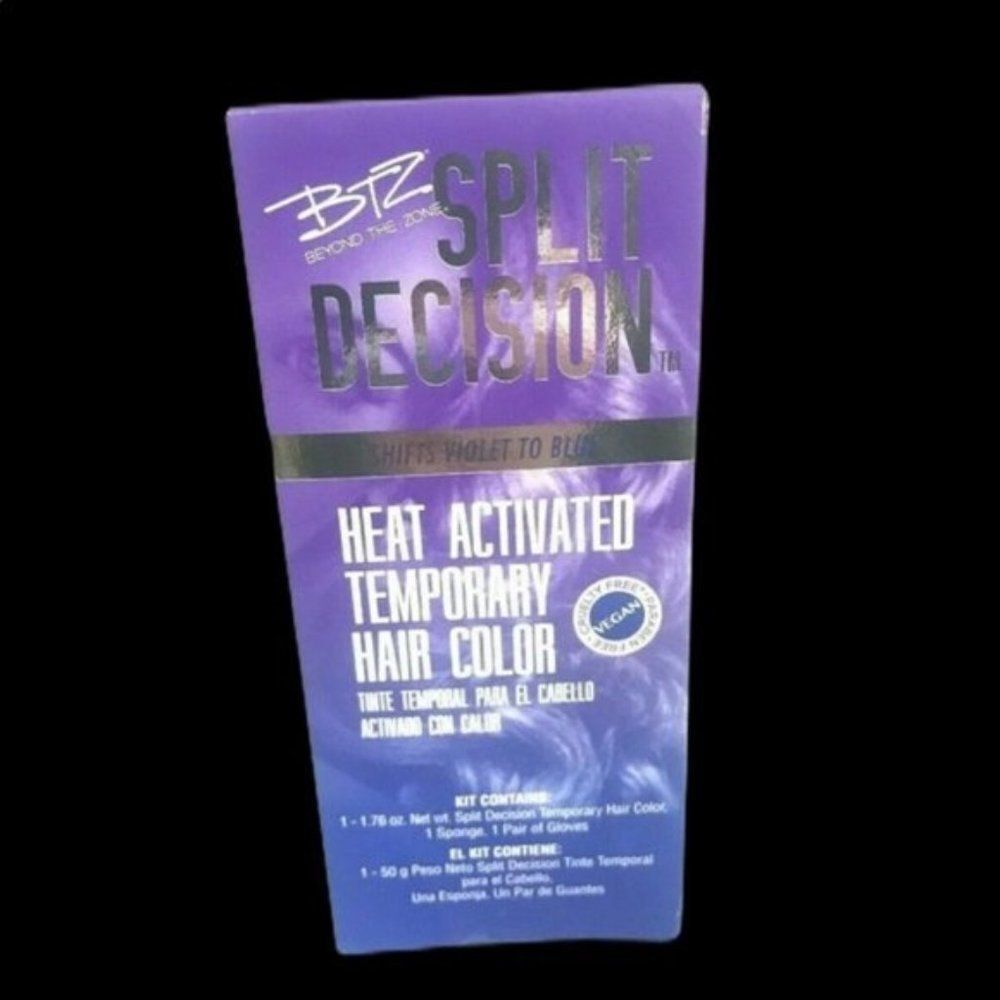 BTZ
BEYOND THE ZONE
SPLIT
DECISION™
SHIFTS VIOLET TO BLUE
HEAT ACTIVATED
TEMPORARY
HAIR COLOR
CRUELTY FREE • PARABEN FREE •
VEGAN
TINTE TEMPORAL PARA EL CABELLO
ACTIVADO CON CALOR
KIT CONTAINS:
1 - 1.76 oz. Net wt. Split Decision Temporary Hair Color,
1 Sponge, 1 Pair of Gloves
EL KIT CONTIENE:
1 - 50 g Peso Neto Split Decision Tinte Temporal
para el Cabello,
Una Esponja, Un Par de Guantes